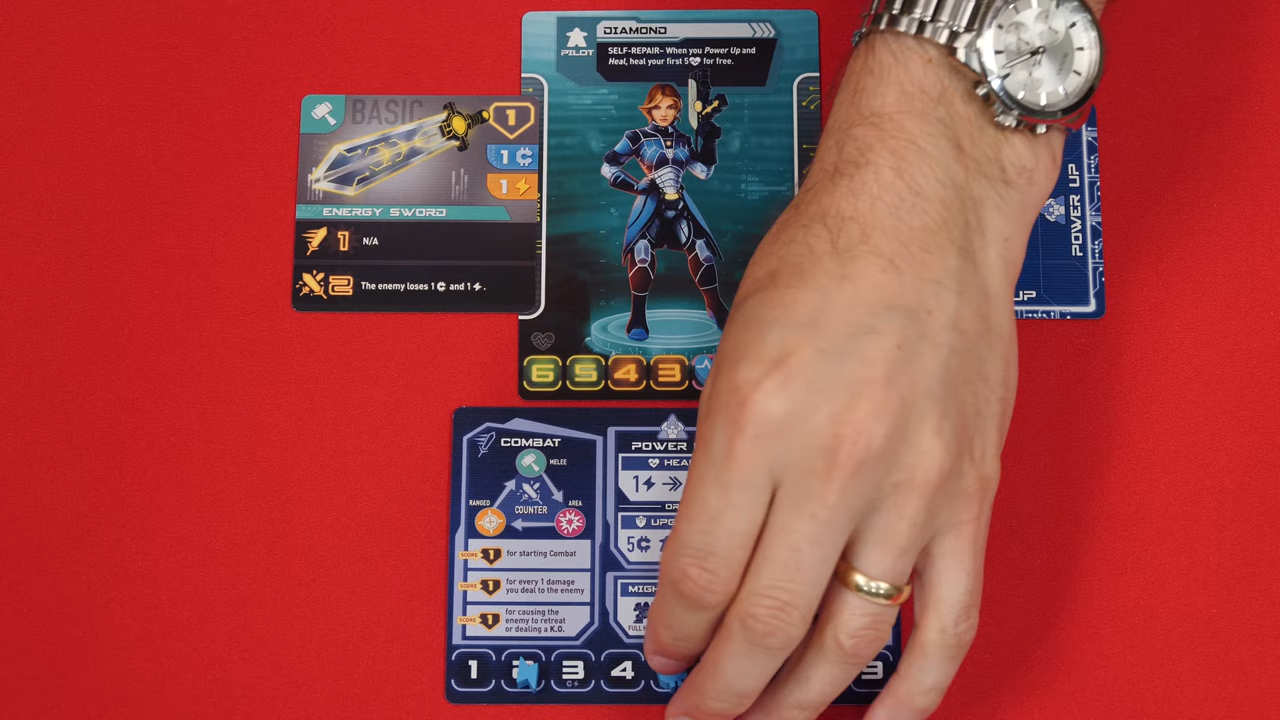 DIAMOND
PILOT
SELF-REPAIR– When you Power Up and
Heal, heal your first 5 for free.
BASIC
1
1
1
ENERGY SWORD
1 N/A
2 The enemy loses 1 and 1 .
POWER UP
UP
6 5 4 3
COMBAT
MELEE
RANGED
AREA
COUNTER
SCORE 1 for starting Combat
SCORE 1 for every 1 damage
you deal to the enemy
SCORE 1 for causing the
enemy to retreat
or dealing a K.O.
POWER
1
5
1 2 3 4 9